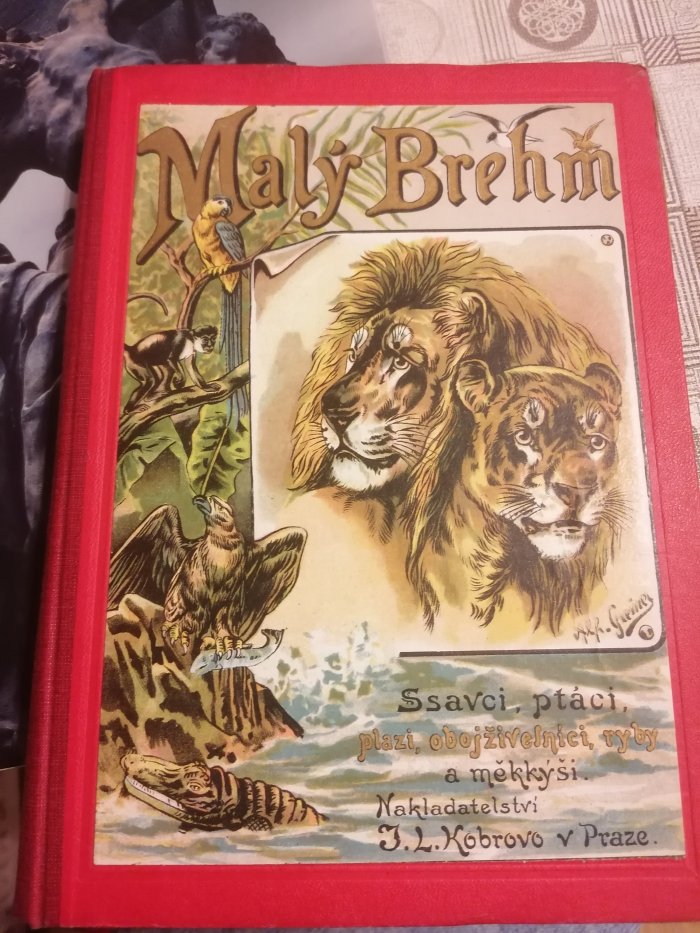 Malý Brehm
Ssavci, ptáci,
plazi, obojživelníci, ryby
a měkkýši.
Nakladatelství
J. L. Kobrovo v Praze.